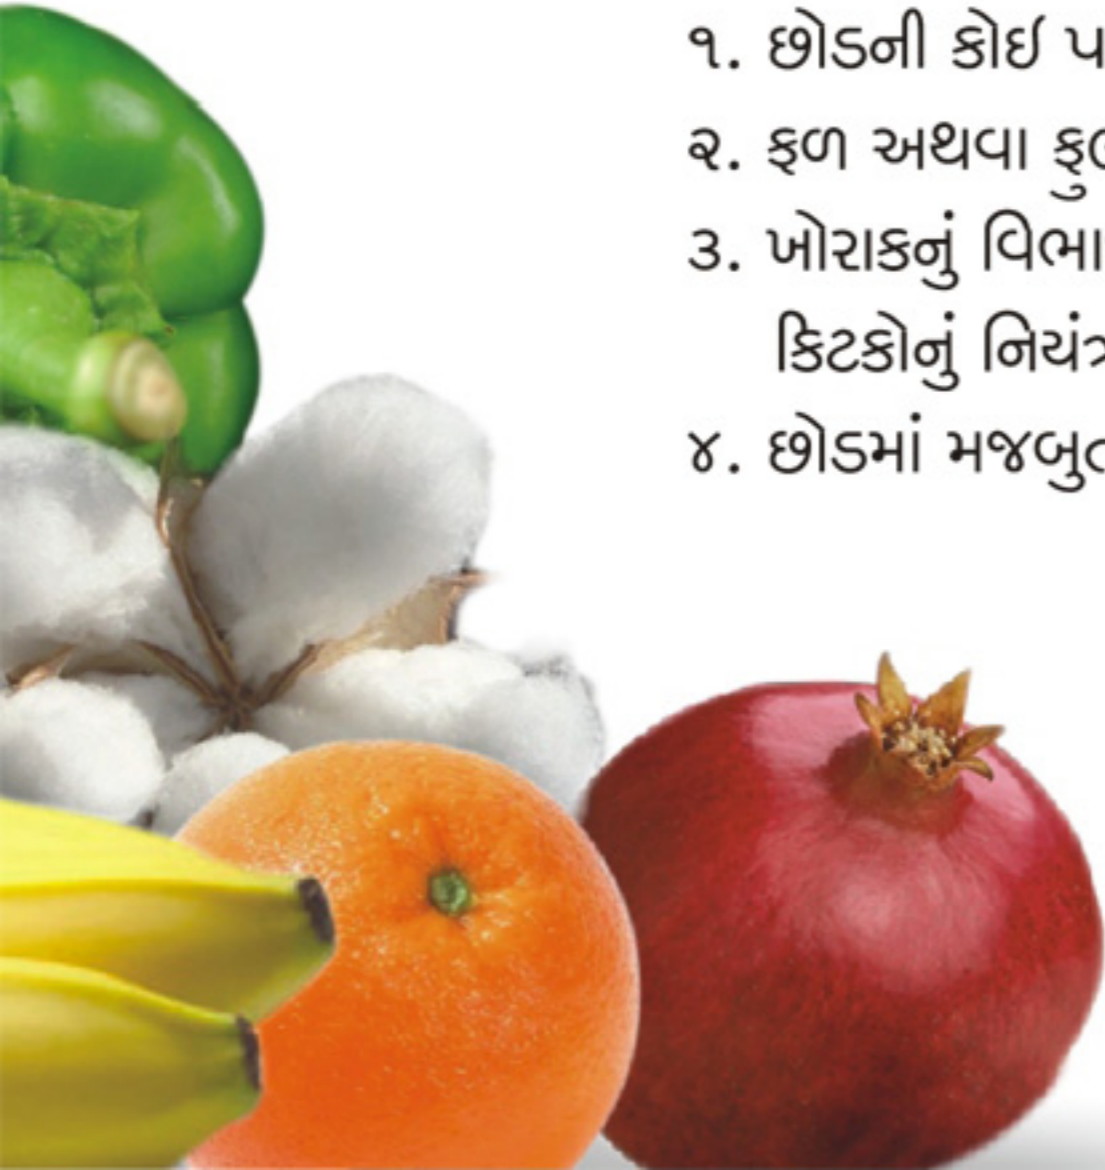 ૧. છોડની કોઈ
૨. ફળ અથવા
૩. ખોરાકનું
કિટકોનું
૪. છોડમાં